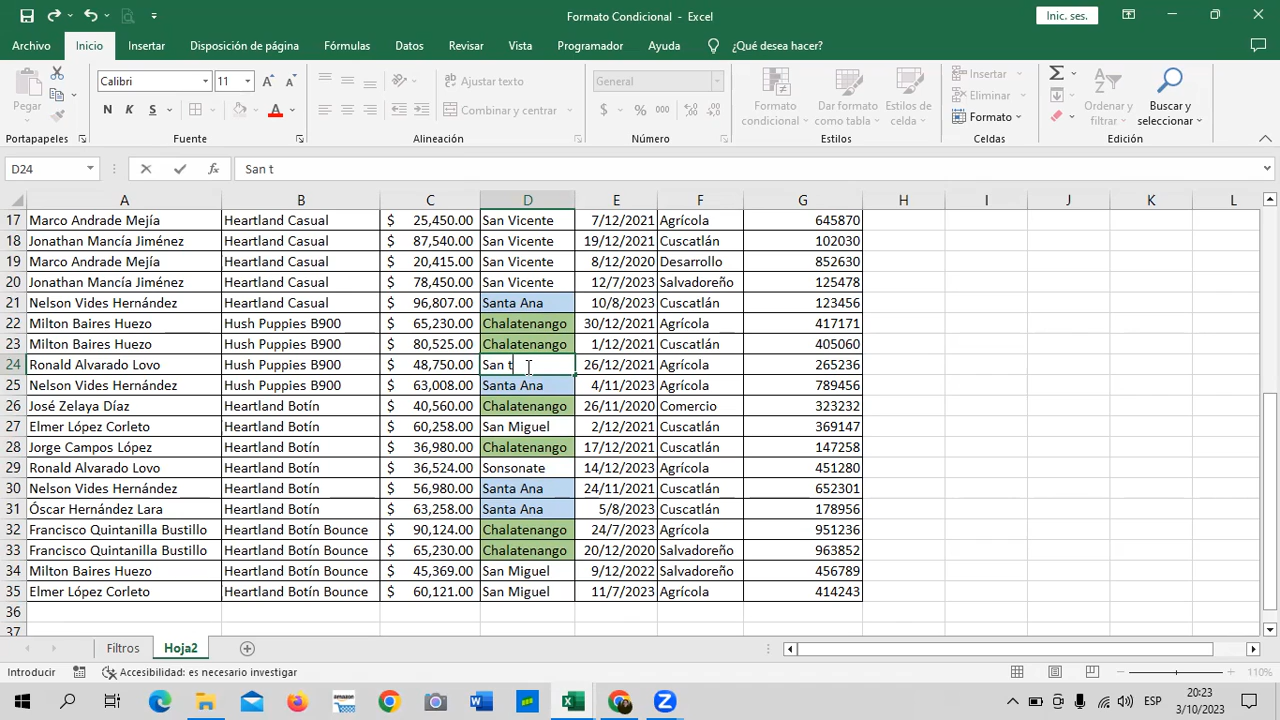 Formato Condicional - Excel
Inic. ses.
Archivo Inicio Insertar Disposición de página Fórmulas Datos Revisar Vista Programador Ayuda ¿Qué desea hacer?
Pegar
Calibri 11
N K S
Ajustar texto
Combinar y centrar
General
$ % 000
Formato condicional
Dar formato como tabla
Estilos de celda
Insertar
Eliminar
Formato
Ordenar y filtrar
Buscar y seleccionar
Portapapeles Fuente Alineación Número Estilos Celdas Edición
D24 fx San t
A B C D E F G H I J K L
17 Marco Andrade Mejía Heartland Casual $ 25,450.00 San Vicente 7/12/2021 Agrícola 645870
18 Jonathan Mancía Jiménez Heartland Casual $ 87,540.00 San Vicente 19/12/2021 Cuscatlán 102030
19 Marco Andrade Mejía Heartland Casual $ 20,415.00 San Vicente 8/12/2020 Desarrollo 852630
20 Jonathan Mancía Jiménez Heartland Casual $ 78,450.00 San Vicente 12/7/2023 Salvadoreño 125478
21 Nelson Vides Hernández Heartland Casual $ 96,807.00 Santa Ana 10/8/2023 Cuscatlán 123456
22 Milton Baires Huezo Hush Puppies B900 $ 65,230.00 Chalatenango 30/12/2021 Agrícola 417171
23 Milton Baires Huezo Hush Puppies B900 $ 80,525.00 Chalatenango 1/12/2021 Cuscatlán 405060
24 Ronald Alvarado Lovo Hush Puppies B900 $ 48,750.00 San t 26/12/2021 Agrícola 265236
25 Nelson Vides Hernández Hush Puppies B900 $ 63,008.00 Santa Ana 4/11/2023 Agrícola 789456
26 José Zelaya Díaz Heartland Botín $ 40,560.00 Chalatenango 26/11/2020 Comercio 323232
27 Elmer López Corleto Heartland Botín $ 60,258.00 San Miguel 2/12/2021 Cuscatlán 369147
28 Jorge Campos López Heartland Botín $ 36,980.00 Chalatenango 17/12/2021 Cuscatlán 147258
29 Ronald Alvarado Lovo Heartland Botín $ 36,524.00 Sonsonate 14/12/2023 Agrícola 451280
30 Nelson Vides Hernández Heartland Botín $ 56,980.00 Santa Ana 24/11/2021 Cuscatlán 652301
31 Óscar Hernández Lara Heartland Botín $ 63,258.00 Santa Ana 5/8/2023 Cuscatlán 178956
32 Francisco Quintanilla Bustillo Heartland Botín Bounce $ 90,124.00 Chalatenango 24/7/2023 Agrícola 951236
33 Francisco Quintanilla Bustillo Heartland Botín Bounce $ 65,230.00 Chalatenango 20/12/2020 Salvadoreño 963852
34 Milton Baires Huezo Heartland Botín Bounce $ 45,369.00 San Miguel 9/12/2022 Salvadoreño 456789
35 Elmer López Corleto Heartland Botín Bounce $ 60,121.00 San Miguel 11/7/2023 Agrícola 414243
36
37
Filtros Hoja2
Introducir Accesibilidad: es necesario investigar 110%
amazon
ESP 20:23
3/10/2023